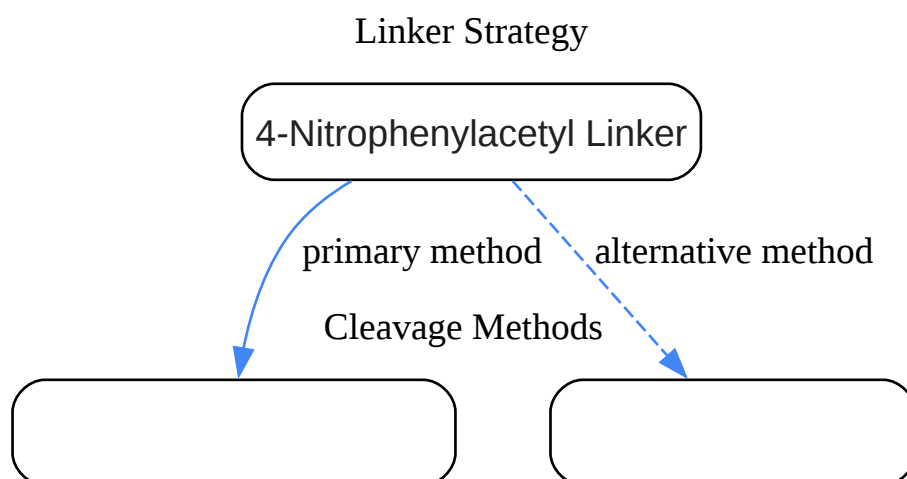 Linker Strategy
4-Nitrophenylacetyl Linker
primary method
alternative method
Cleavage Methods